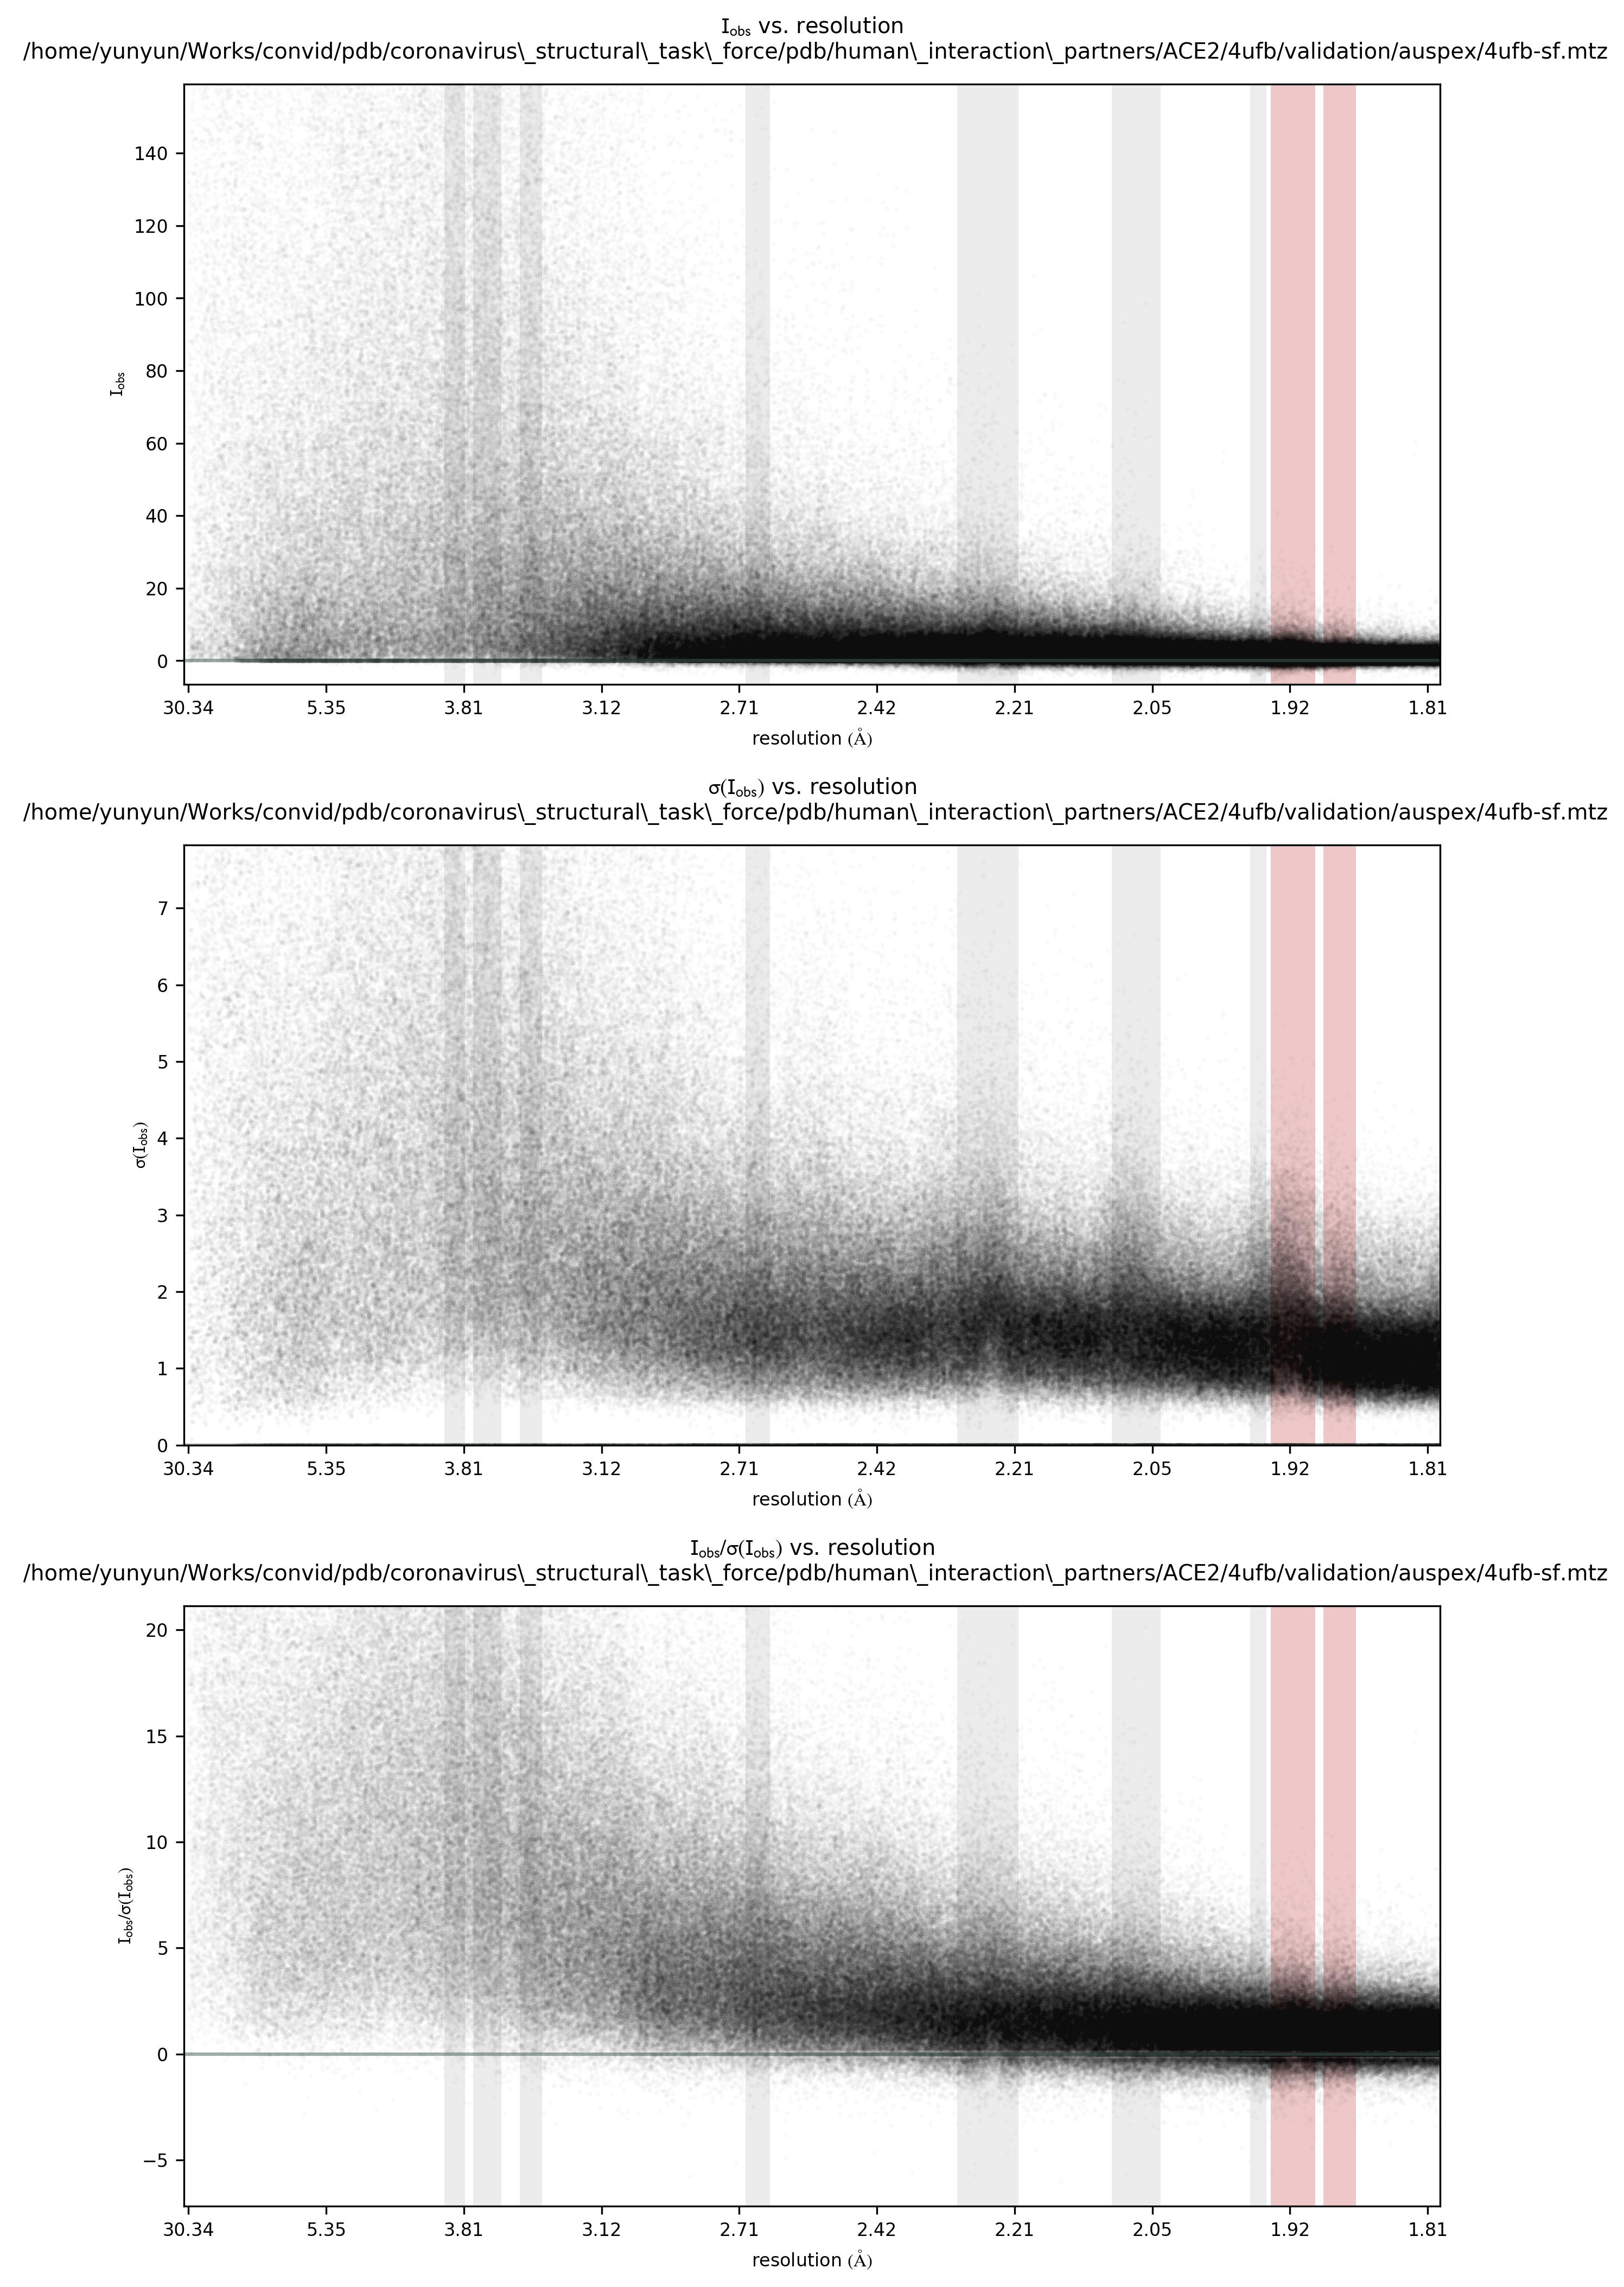 I_obs vs. resolution
/home/yunyun/Works/convid/pdb/coronavirus\_structural\_task\_force/pdb/human\_interaction\_partners/ACE2/4ufb/validation/auspex/4ufb-sf.mtz
I_obs
140
120
100
80
60
40
20
0
30.34 5.35 3.81 3.12 2.71 2.42 2.21 2.05 1.92 1.81
resolution (Å)
σ(I_obs) vs. resolution
/home/yunyun/Works/convid/pdb/coronavirus\_structural\_task\_force/pdb/human\_interaction\_partners/ACE2/4ufb/validation/auspex/4ufb-sf.mtz
σ(I_obs)
7
6
5
4
3
2
1
0
30.34 5.35 3.81 3.12 2.71 2.42 2.21 2.05 1.92 1.81
resolution (Å)
I_obs/σ(I_obs) vs. resolution
/home/yunyun/Works/convid/pdb/coronavirus\_structural\_task\_force/pdb/human\_interaction\_partners/ACE2/4ufb/validation/auspex/4ufb-sf.mtz
I_obs/σ(I_obs)
20
15
10
5
0
−5
30.34 5.35 3.81 3.12 2.71 2.42 2.21 2.05 1.92 1.81
resolution (Å)